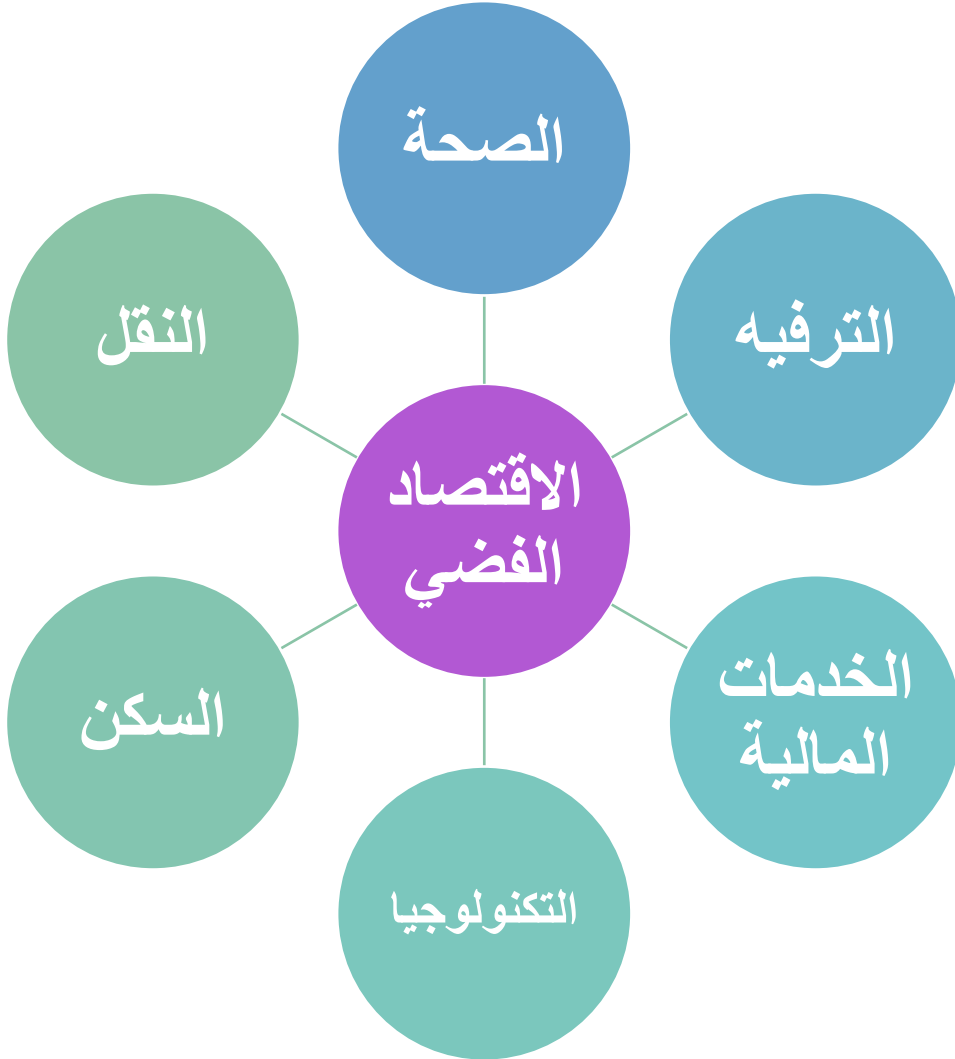 الصحة
الترفيه
الخدمات
المالية
التكنولوجيا
السكن
النقل
الاقتصاد
الفضي